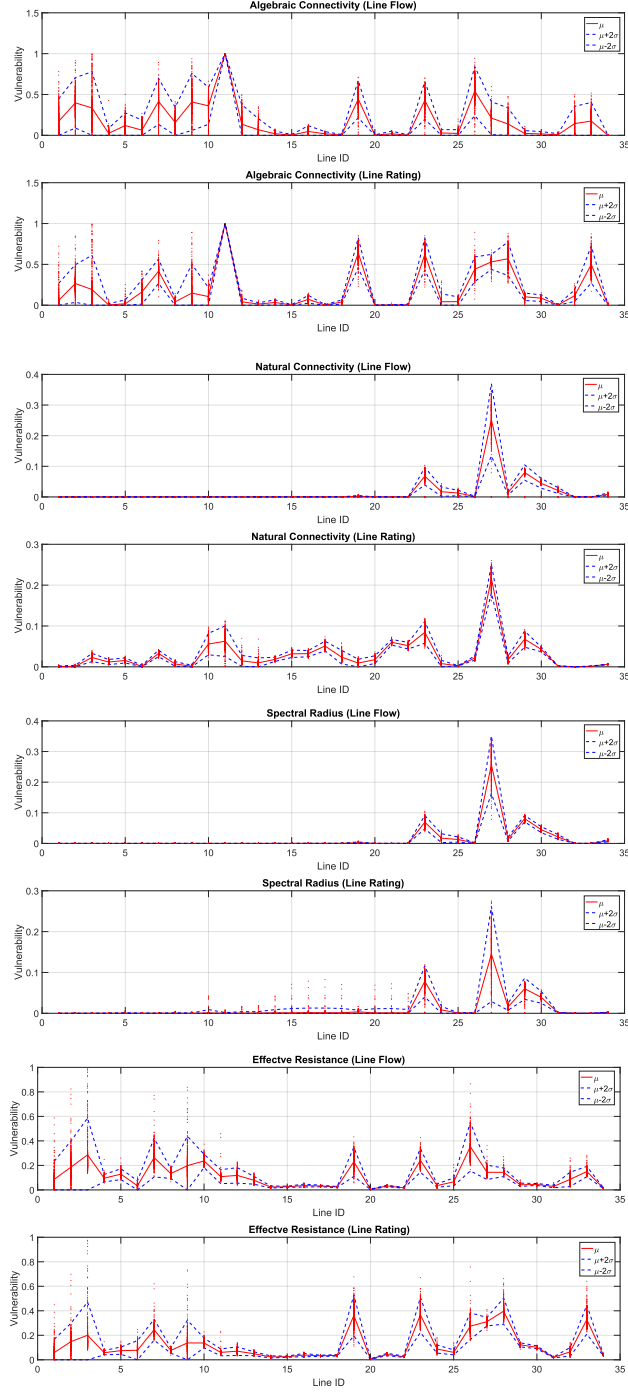 Algebraic Connectivity (Line Flow)
1.5
1
0.5
0
Vulnerability
μ
μ+2σ
μ-2σ
0 5 10 15 20 25 30 35
Line ID
Algebraic Connectivity (Line Rating)
1.5
1
0.5
0
Vulnerability
μ
μ+2σ
μ-2σ
0 5 10 15 20 25 30 35
Line ID
Natural Connectivity (Line Flow)
0.4
0.3
0.2
0.1
0
Vulnerability
μ
μ+2σ
μ-2σ
0 5 10 15 20 25 30 35
Line ID
Natural Connectivity (Line Rating)
0.3
0.2
0.1
0
Vulnerability
μ
μ+2σ
μ-2σ
0 5 10 15 20 25 30 35
Line ID
Spectral Radius (Line Flow)
0.4
0.3
0.2
0.1
0
Vulnerability
μ
μ+2σ
μ-2σ
0 5 10 15 20 25 30 35
Line ID
Spectral Radius (Line Rating)
0.3
0.2
0.1
0
Vulnerability
μ
μ+2σ
μ-2σ
0 5 10 15 20 25 30 35
Line ID
Effectve Resistance (Line Flow)
1
0.8
0.6
0.4
0.2
0
Vulnerability
μ
μ+2σ
μ-2σ
0 5 10 15 20 25 30 35
Line ID
Effectve Resistance (Line Rating)
1
0.8
0.6
0.4
0.2
0
Vulnerability
μ
μ+2σ
μ-2σ
0 5 10 15 20 25 30 35
Line ID